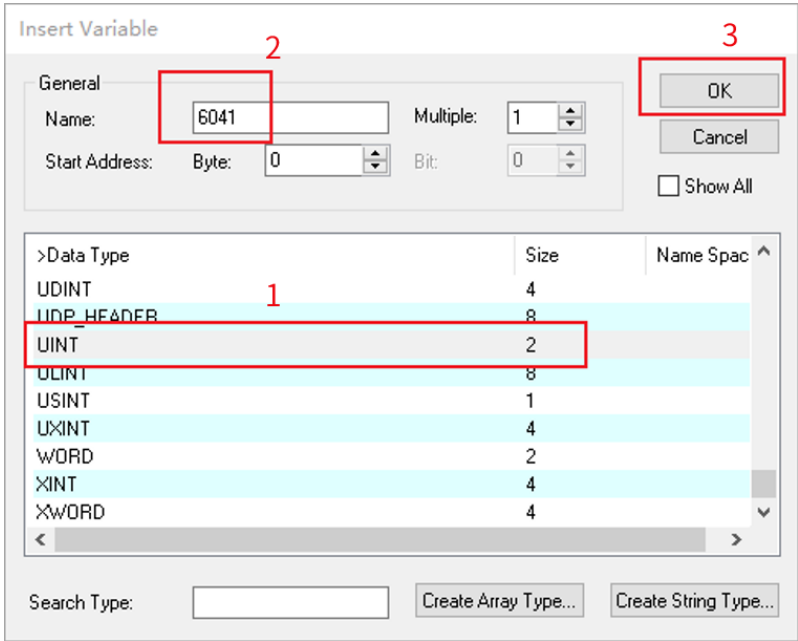 Insert Variable
2
3
General
OK
Name: 6041 Multiple: 1
Cancel
Start Address: Byte: 0 Bit: 0
Show All
>Data Type Size Name Spac
UDINT 4
1
UDP_HEADER 8
UINT 2
ULINT 8
USINT 1
UXINT 4
WORD 2
XINT 4
XWORD 4
Search Type: Create Array Type... Create String Type...